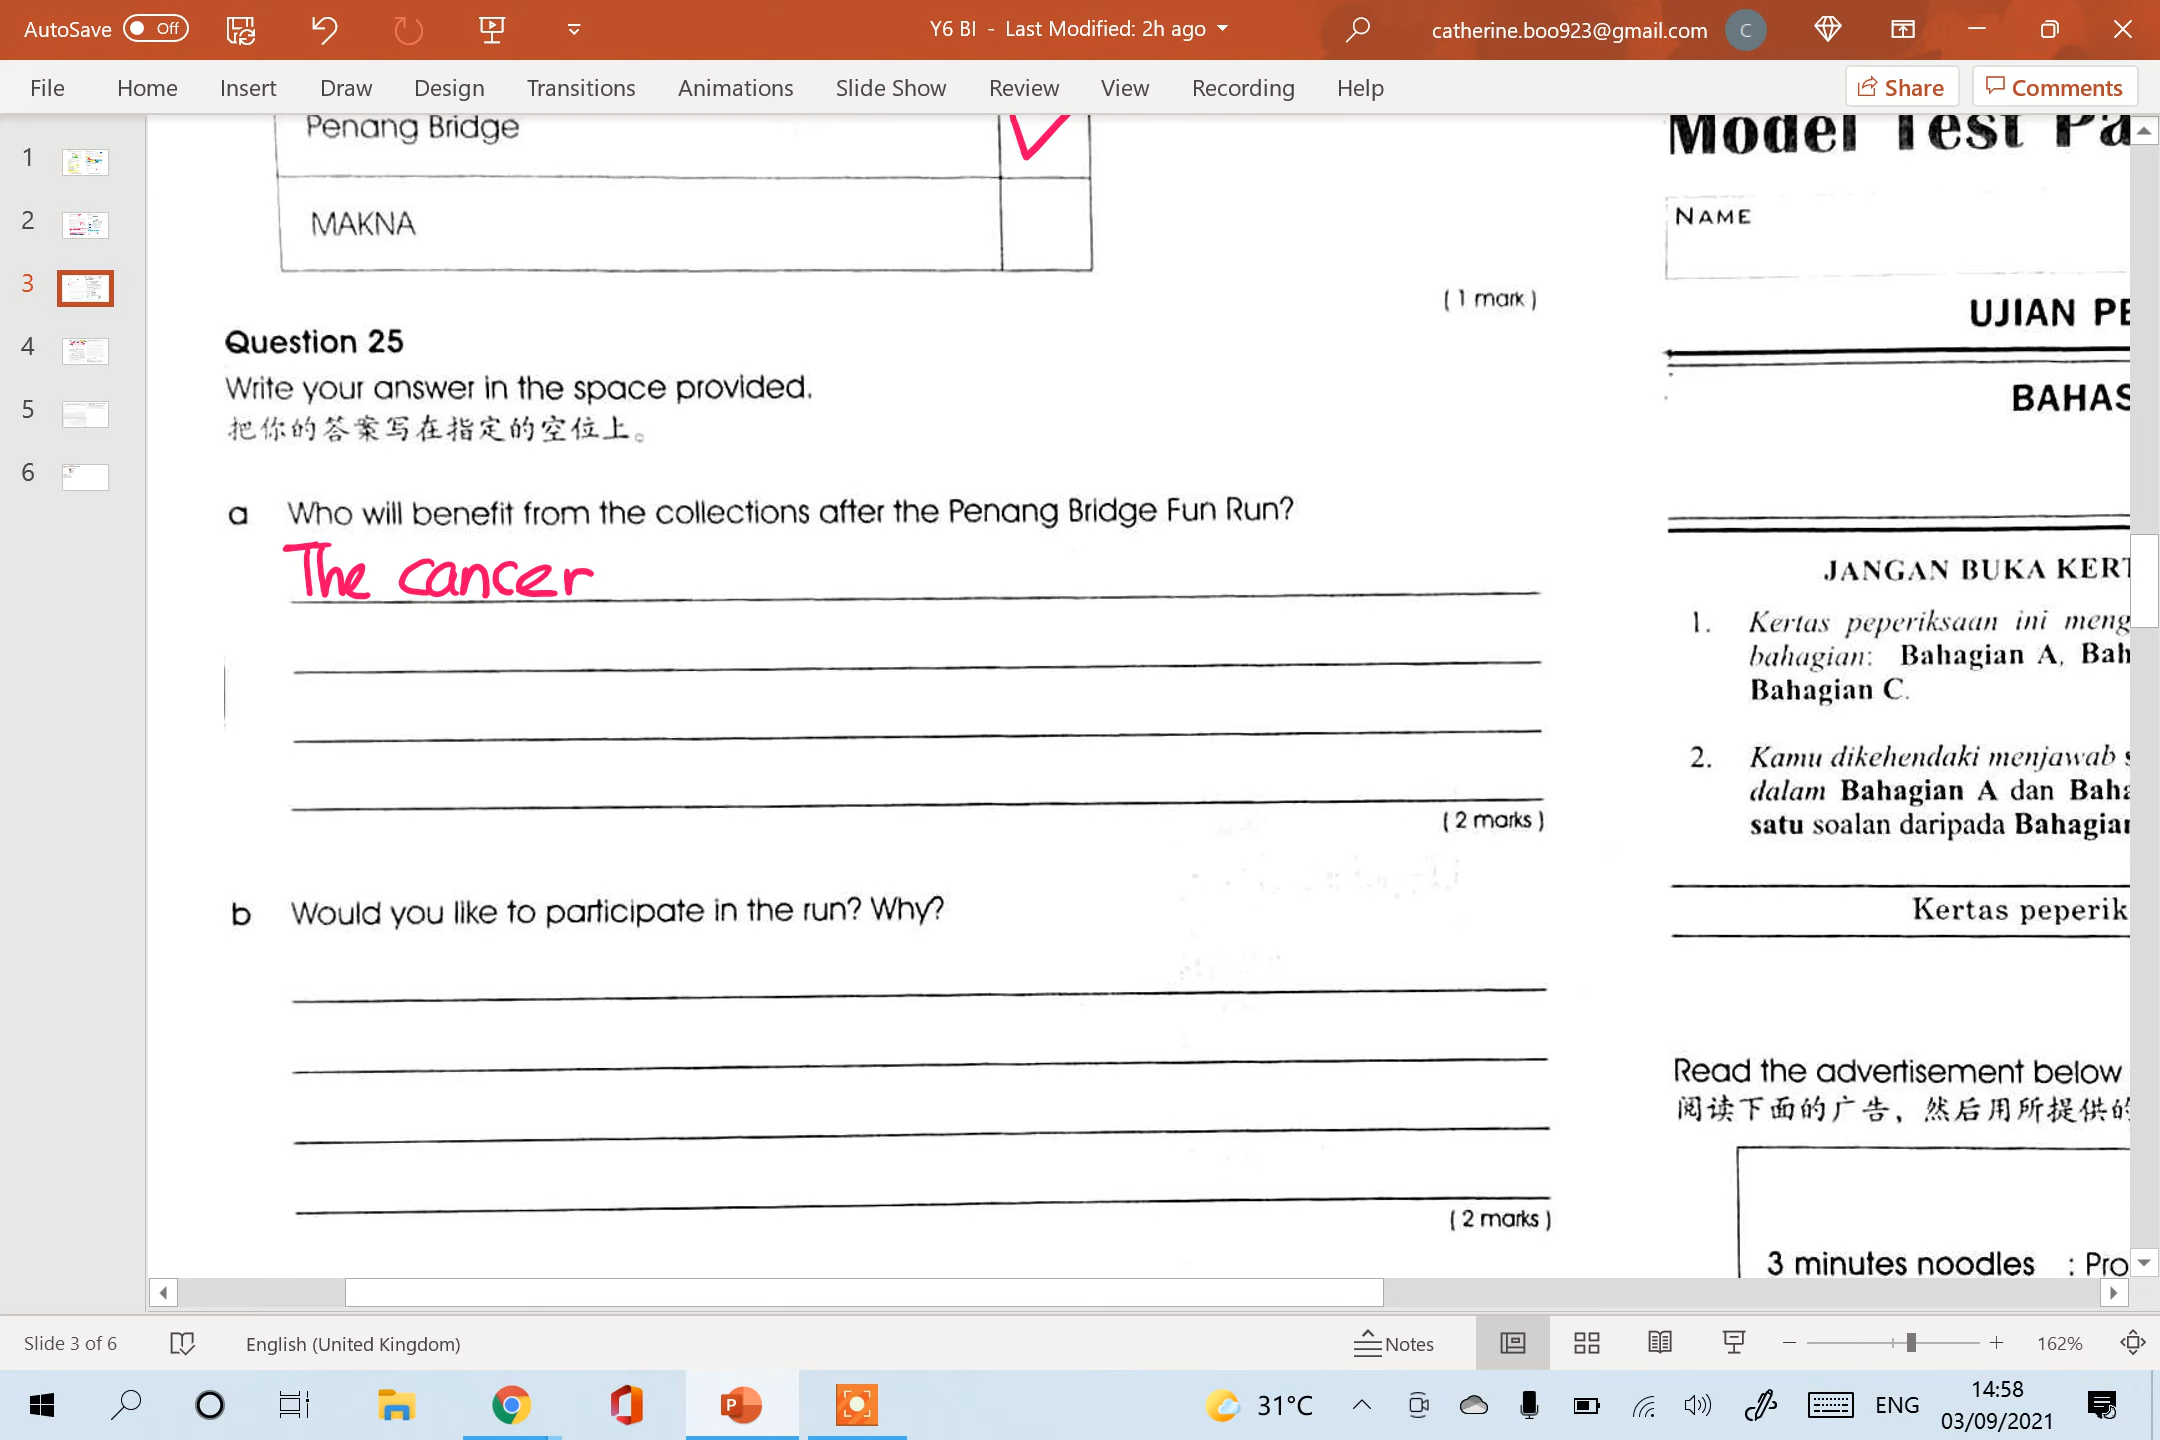 AutoSave Off
Y6 BI - Last Modified: 2h ago
catherine.boo923@gmail.com
C
File Home Insert Draw Design Transitions Animations Slide Show Review View Recording Help
Share Comments
1
2
3
4
5
6
Penang Bridge
MAKNA
( 1 mark )
Question 25
Write your answer in the space provided.
把你的答案写在指定的空位上。
a Who will benefit from the collections after the Penang Bridge Fun Run?
The cancer
( 2 marks )
b Would you like to participate in the run? Why?
( 2 marks )
Model Test Pa
NAME
UJIAN PE
BAHAS
JANGAN BUKA KERT
1. Kertas peperiksaan ini meng
bahagian: Bahagian A, Bah
Bahagian C.
2. Kamu dikehendaki menjawab s
dalam Bahagian A dan Baha
satu soalan daripada Bahagian
Kertas peperik
Read the advertisement below
阅读下面的广告，然后用所提供的
3 minutes noodles : Pro
Slide 3 of 6
English (United Kingdom)
Notes
162%
31°C
ENG
14:58
03/09/2021